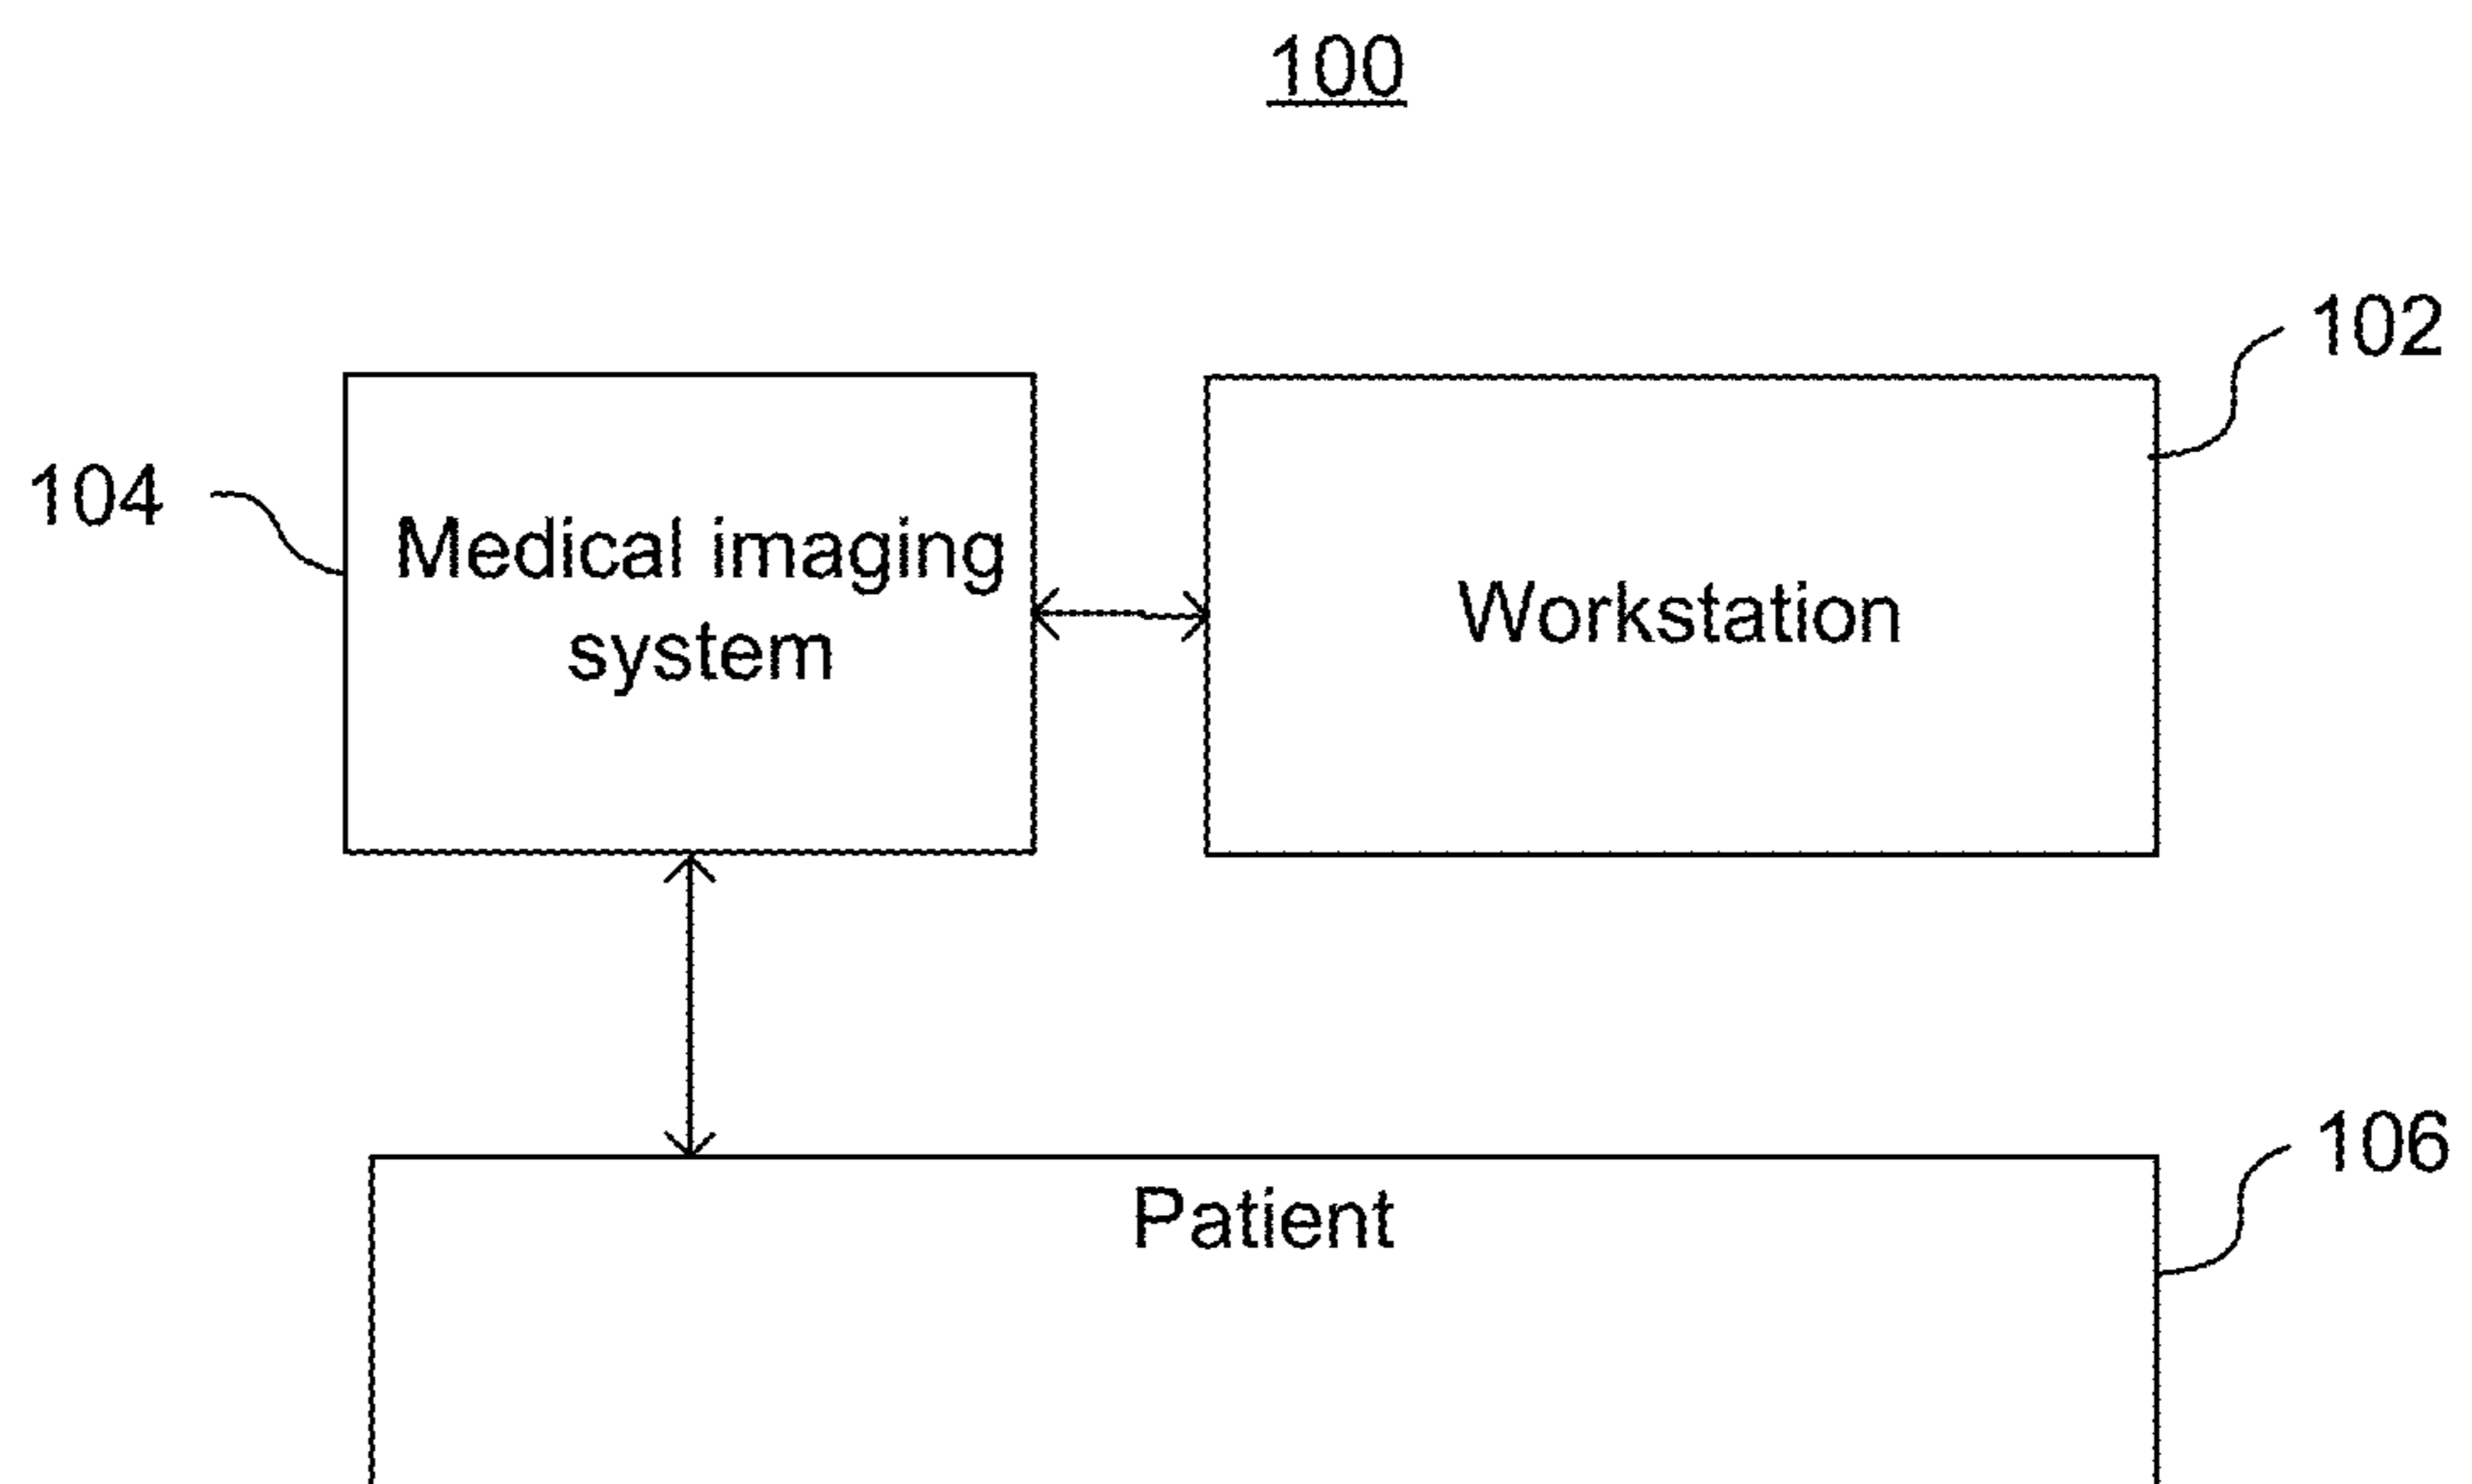 100
102
104
Medical imaging
system
Workstation
106
Patient